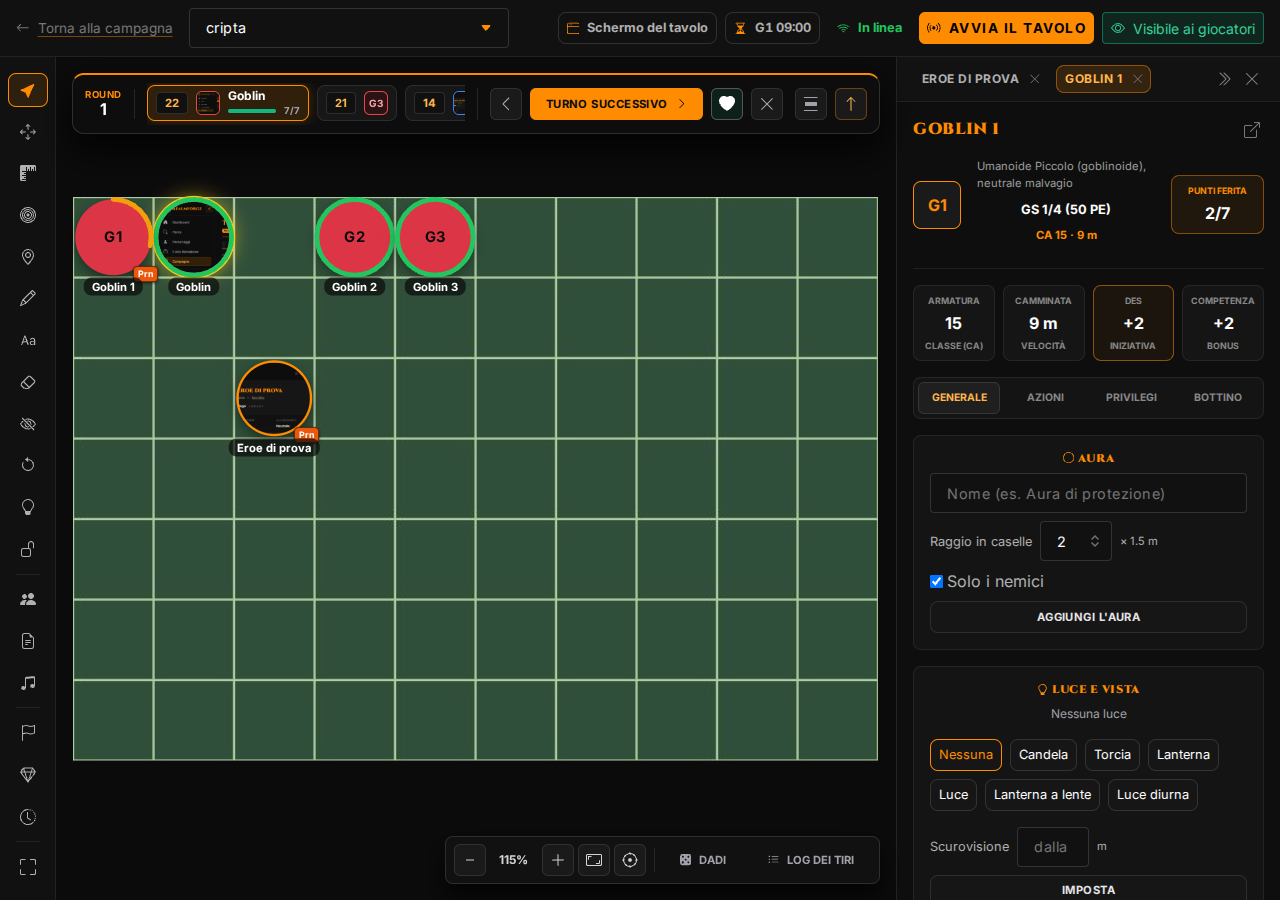 Torna alla campagna
cripta
Schermo del tavolo
G1 09:00
In linea
AVVIA IL TAVOLO
Visibile ai giocatori
ROUND
1
22
Goblin
7/7
21
G3
14
TURNO SUCCESSIVO
EROE DI PROVA
GOBLIN 1
GOBLIN 1
G1
Umanoide Piccolo (goblinoide),
neutrale malvagio
GS 1/4 (50 PE)
CA 15 · 9 m
PUNTI FERITA
2/7
ARMATURA
15
CLASSE (CA)
CAMMINATA
9 m
VELOCITÀ
DES
+2
INIZIATIVA
COMPETENZA
+2
BONUS
GENERALE
AZIONI
PRIVILEGI
BOTTINO
AURA
Nome (es. Aura di protezione)
Raggio in caselle
2
× 1.5 m
Solo i nemici
AGGIUNGI L'AURA
LUCE E VISTA
Nessuna luce
Nessuna
Candela
Torcia
Lanterna
Luce
Lanterna a lente
Luce diurna
Scurovisione
dalla
m
IMPOSTA
Aa
G1
Prn
Goblin 1
Goblin
G2
Goblin 2
G3
Goblin 3
EROE DI PROVA
Prn
Eroe di prova
115%
DADI
LOG DEI TIRI